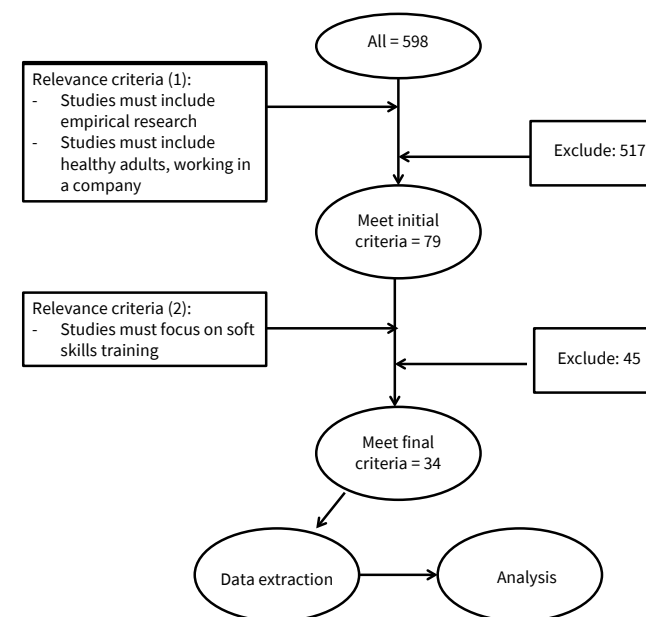 All = 598
Relevance criteria (1):
- Studies must include
empirical research
- Studies must include
healthy adults, working in
a company
Exclude: 517
Meet initial
criteria = 79
Relevance criteria (2):
- Studies must focus on soft
skills training
Exclude: 45
Meet final
criteria = 34
Data extraction
Analysis